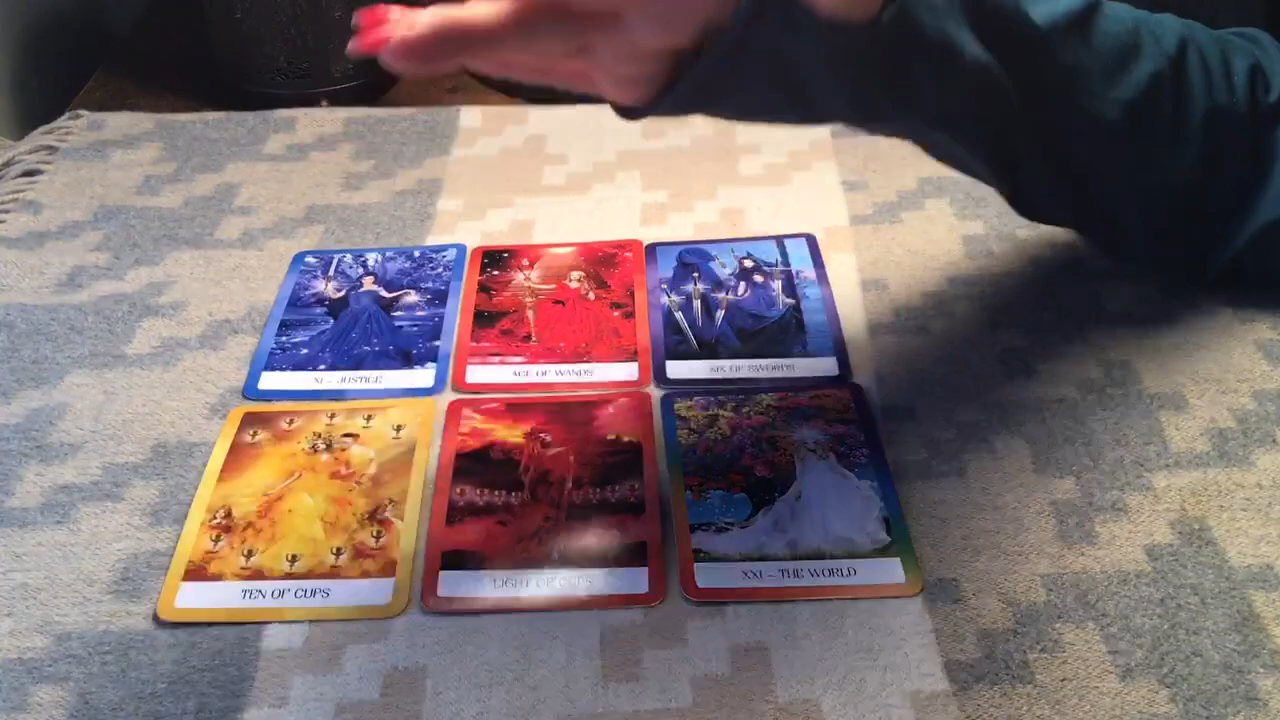 XI – JUSTICE
ACE OF WANDS
SIX OF SWORDS
TEN OF CUPS
EIGHT OF CUPS
XXI – THE WORLD